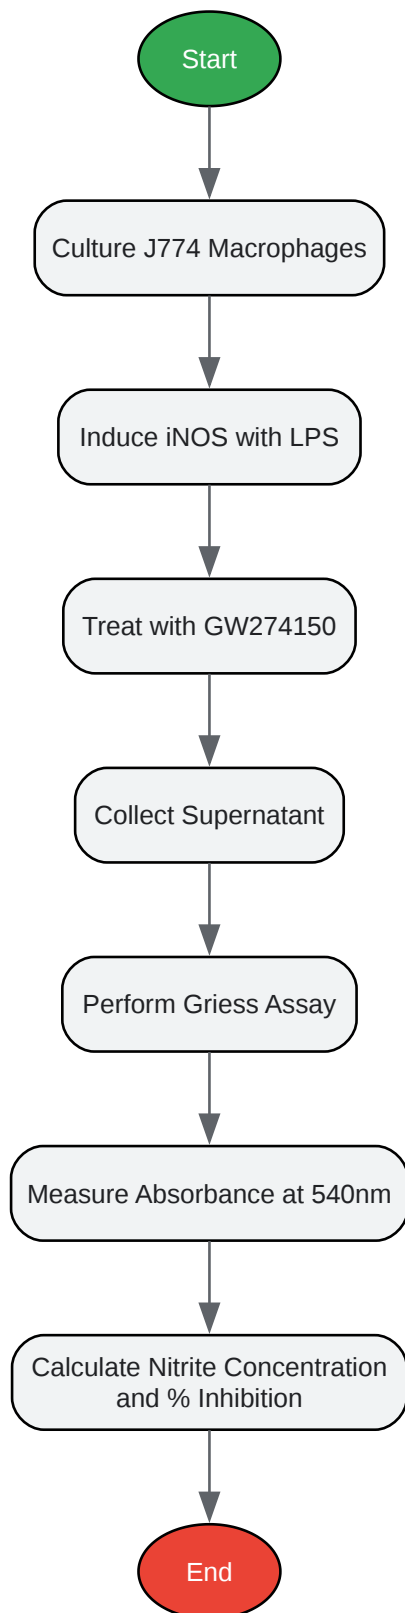 Start
Culture J774 Macrophages
Induce iNOS with LPS
Treat with GW274150
Collect Supernatant
Perform Griess Assay
Measure Absorbance at 540nm
Calculate Nitrite Concentration
and % Inhibition
End